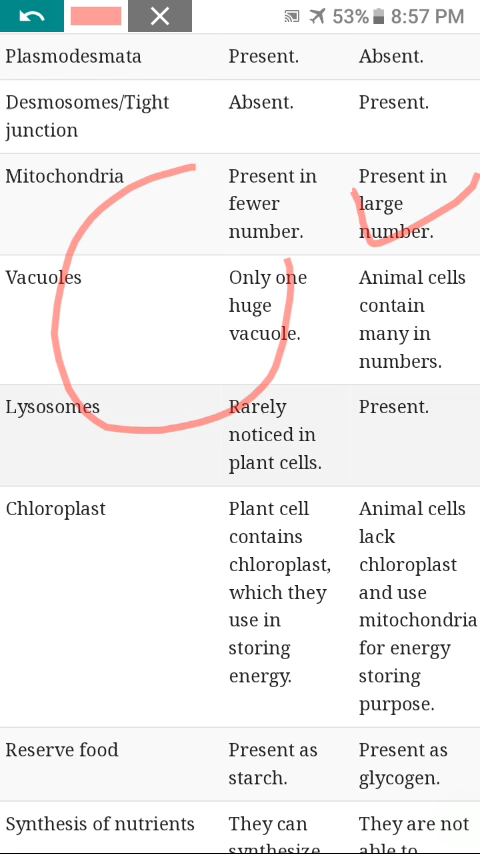 53% 8:57 PM
Plasmodesmata Present. Absent.
Desmosomes/Tight Absent. Present.
junction
Mitochondria Present in Present in
fewer large
number. number.
Vacuoles Only one Animal cells
huge contain
vacuole. many in
numbers.
Lysosomes Rarely Present.
noticed in
plant cells.
Chloroplast Plant cell Animal cells
contains lack
chloroplast, chloroplast
which they and use
use in mitochondria
storing for energy
energy. storing
purpose.
Reserve food Present as Present as
starch. glycogen.
Synthesis of nutrients They can They are not
synthesize able to